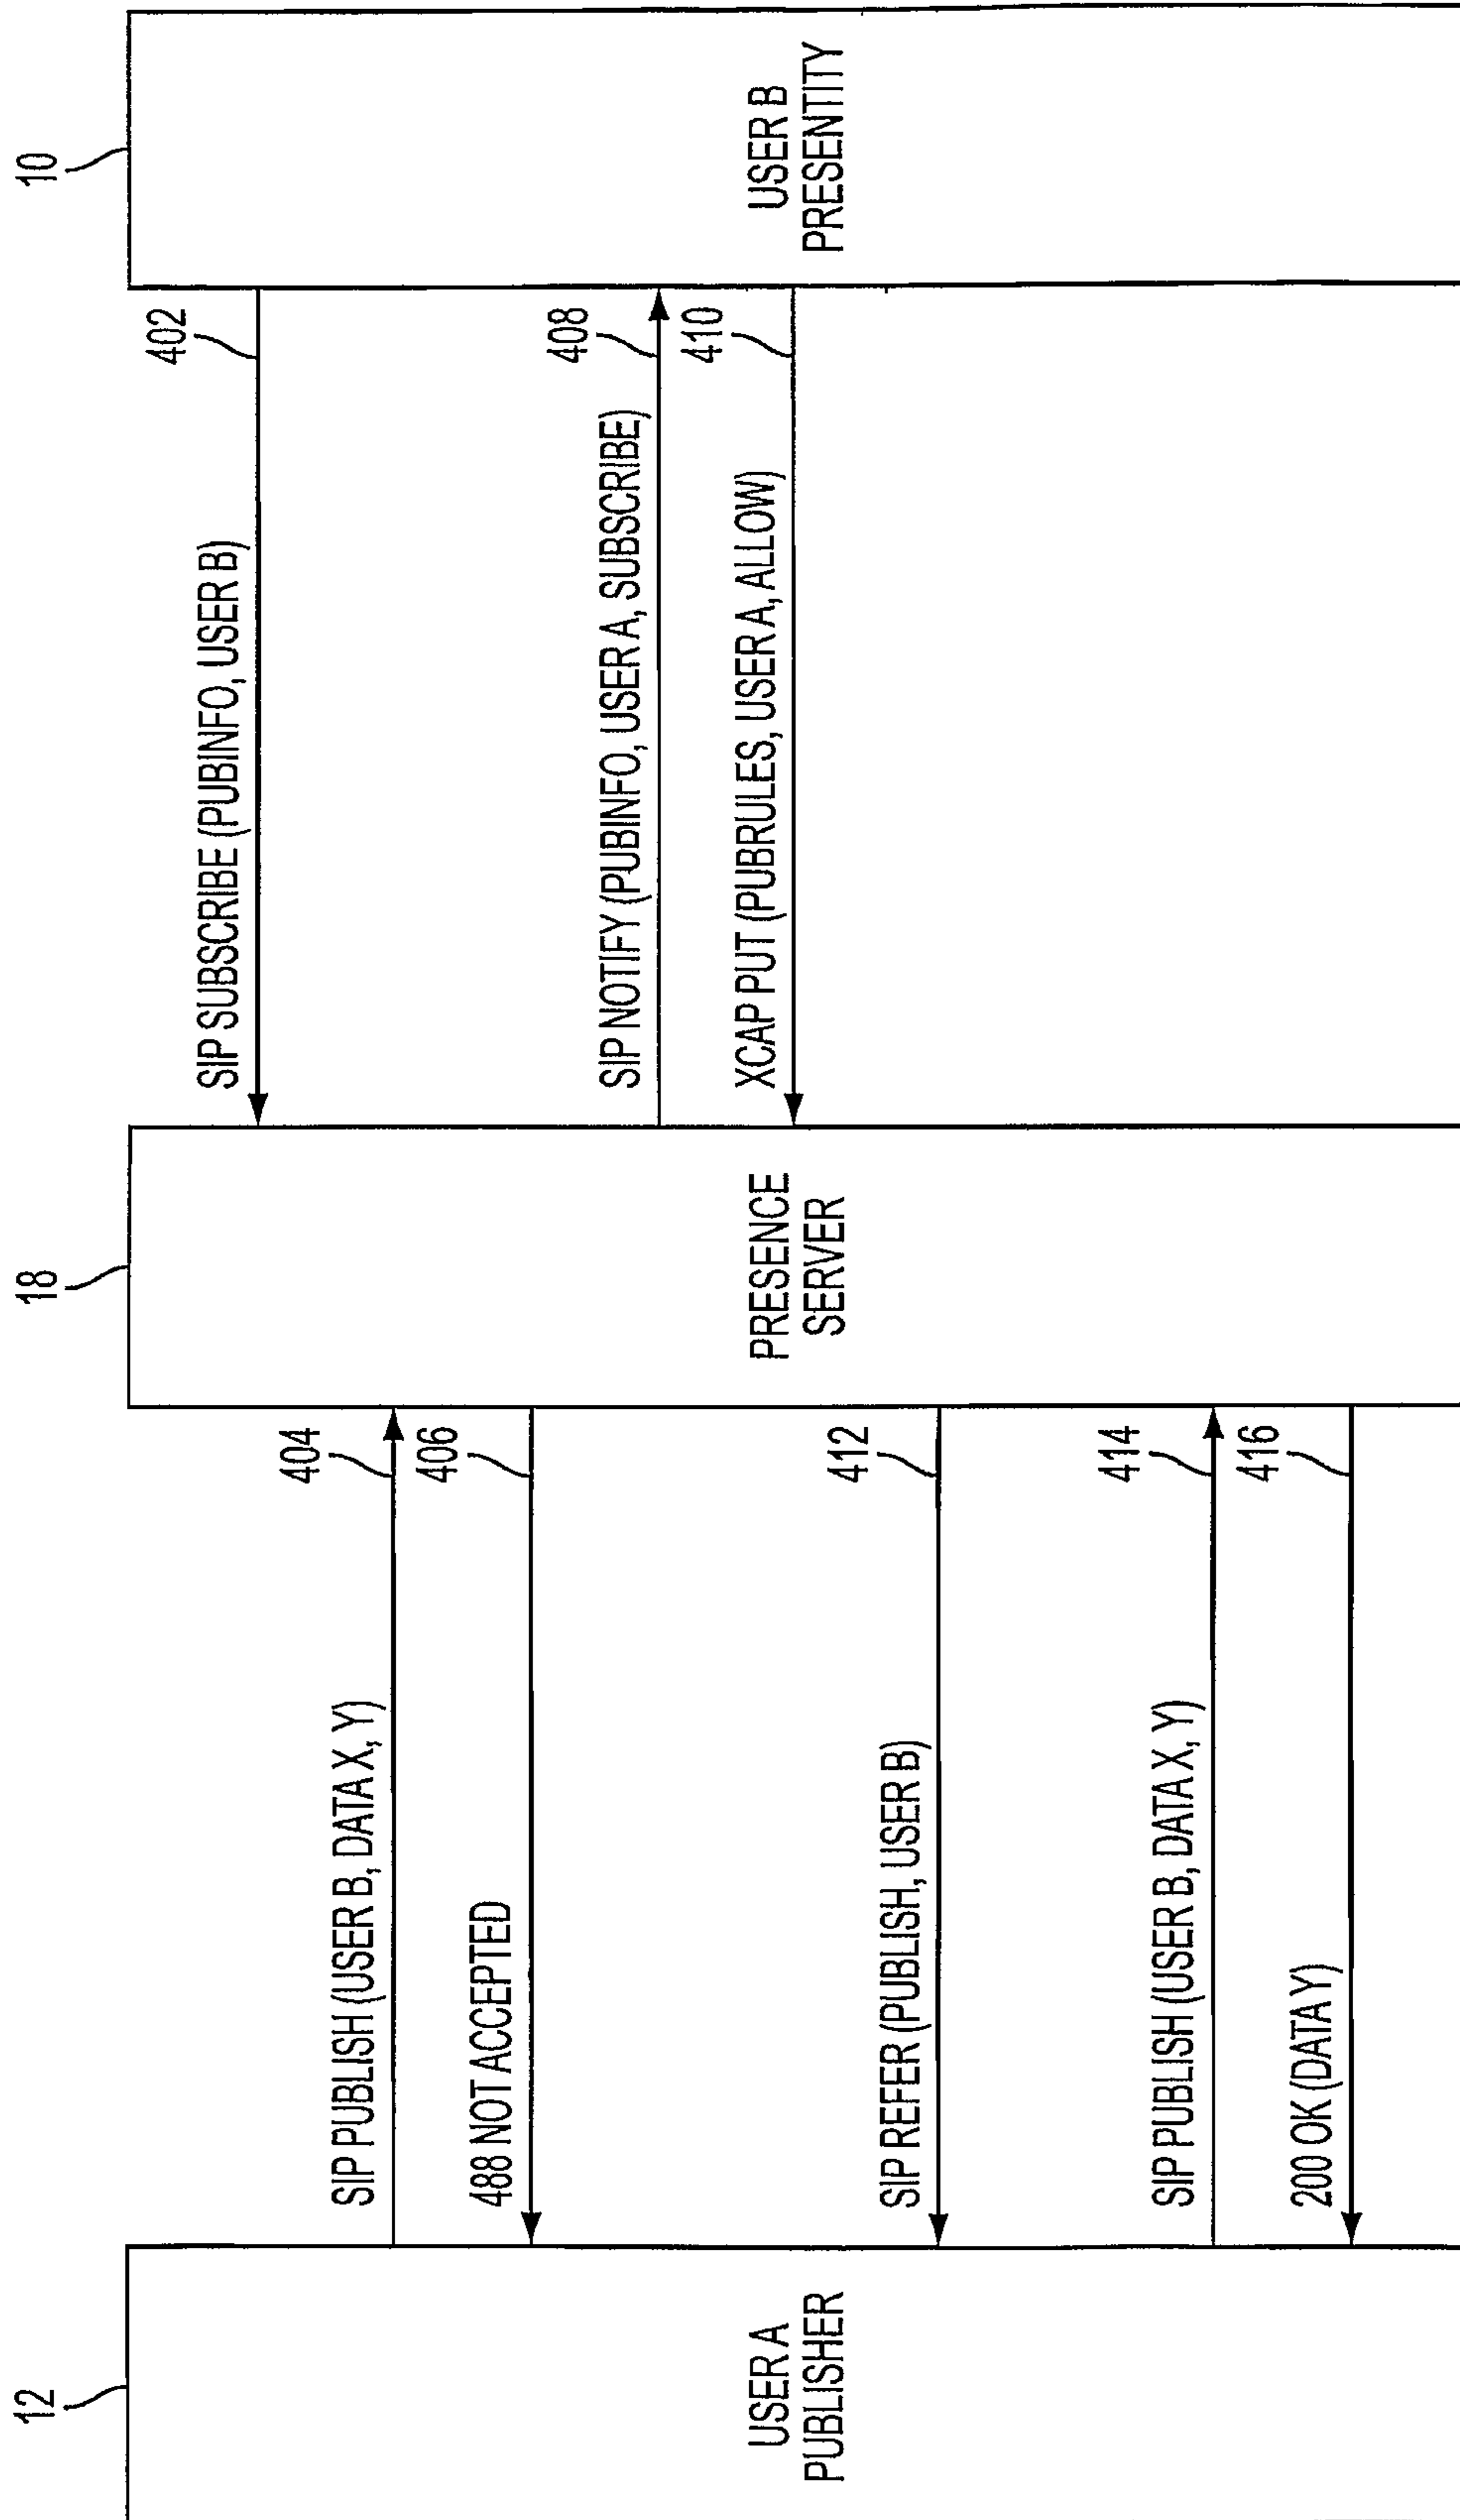 12
18
10
USER A
PUBLISHER
PRESENCE
SERVER
USER B
PRESENTITY
SIP SUBSCRIBE (PUBINFO, USER B)
402
SIP PUBLISH (USER B, DATA X, Y)
404
488 NOT ACCEPTED
406
SIP NOTIFY (PUBINFO, USER A, SUBSCRIBE)
408
XCAP PUT (PUBRULES, USER A, ALLOW)
410
SIP REFER (PUBLISH, USER B)
412
SIP PUBLISH (USER B, DATA X, Y)
414
200 OK (DATA Y)
416